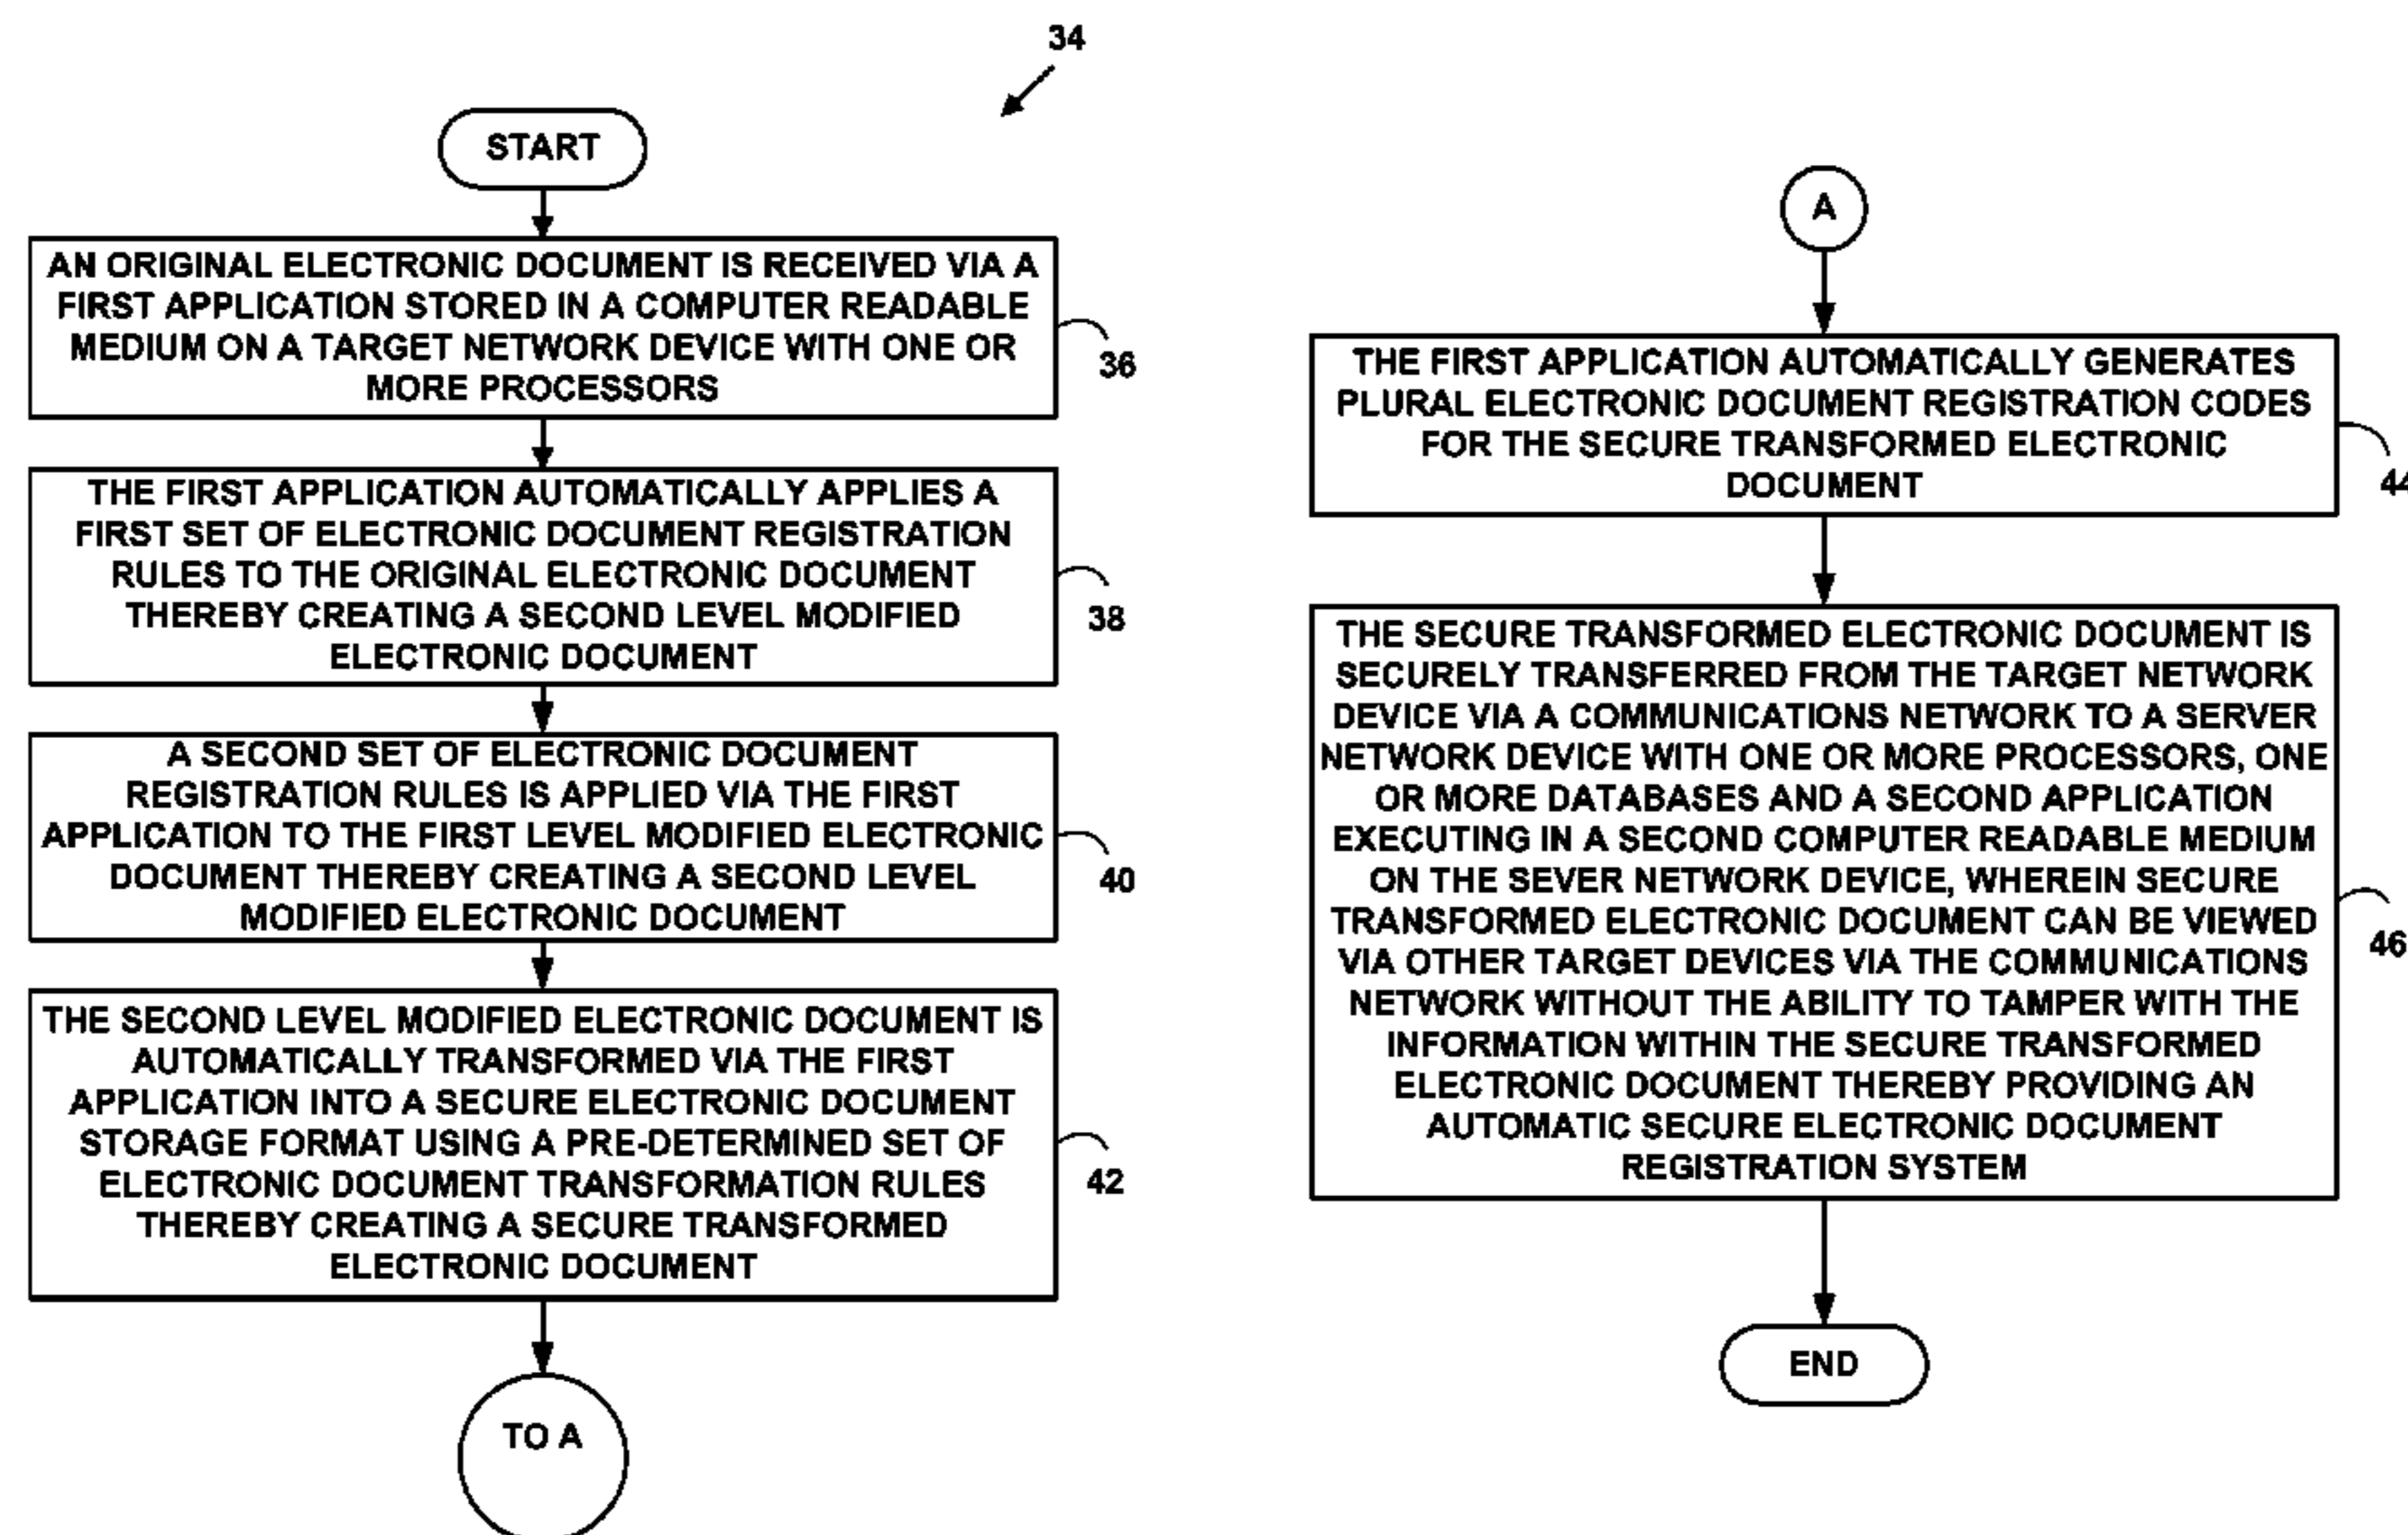 34
START
AN ORIGINAL ELECTRONIC DOCUMENT IS RECEIVED VIA A
FIRST APPLICATION STORED IN A COMPUTER READABLE
MEDIUM ON A TARGET NETWORK DEVICE WITH ONE OR
MORE PROCESSORS
36
THE FIRST APPLICATION AUTOMATICALLY APPLIES A
FIRST SET OF ELECTRONIC DOCUMENT REGISTRATION
RULES TO THE ORIGINAL ELECTRONIC DOCUMENT
THEREBY CREATING A SECOND LEVEL MODIFIED
ELECTRONIC DOCUMENT
38
A SECOND SET OF ELECTRONIC DOCUMENT
REGISTRATION RULES IS APPLIED VIA THE FIRST
APPLICATION TO THE FIRST LEVEL MODIFIED ELECTRONIC
DOCUMENT THEREBY CREATING A SECOND LEVEL
MODIFIED ELECTRONIC DOCUMENT
40
THE SECOND LEVEL MODIFIED ELECTRONIC DOCUMENT IS
AUTOMATICALLY TRANSFORMED VIA THE FIRST
APPLICATION INTO A SECURE ELECTRONIC DOCUMENT
STORAGE FORMAT USING A PRE-DETERMINED SET OF
ELECTRONIC DOCUMENT TRANSFORMATION RULES
THEREBY CREATING A SECURE TRANSFORMED
ELECTRONIC DOCUMENT
42
TO A
A
THE FIRST APPLICATION AUTOMATICALLY GENERATES
PLURAL ELECTRONIC DOCUMENT REGISTRATION CODES
FOR THE SECURE TRANSFORMED ELECTRONIC
DOCUMENT
44
THE SECURE TRANSFORMED ELECTRONIC DOCUMENT IS
SECURELY TRANSFERRED FROM THE TARGET NETWORK
DEVICE VIA A COMMUNICATIONS NETWORK TO A SERVER
NETWORK DEVICE WITH ONE OR MORE PROCESSORS, ONE
OR MORE DATABASES AND A SECOND APPLICATION
EXECUTING IN A SECOND COMPUTER READABLE MEDIUM
ON THE SEVER NETWORK DEVICE, WHEREIN SECURE
TRANSFORMED ELECTRONIC DOCUMENT CAN BE VIEWED
VIA OTHER TARGET DEVICES VIA THE COMMUNICATIONS
NETWORK WITHOUT THE ABILITY TO TAMPER WITH THE
INFORMATION WITHIN THE SECURE TRANSFORMED
ELECTRONIC DOCUMENT THEREBY PROVIDING AN
AUTOMATIC SECURE ELECTRONIC DOCUMENT
REGISTRATION SYSTEM
46
END